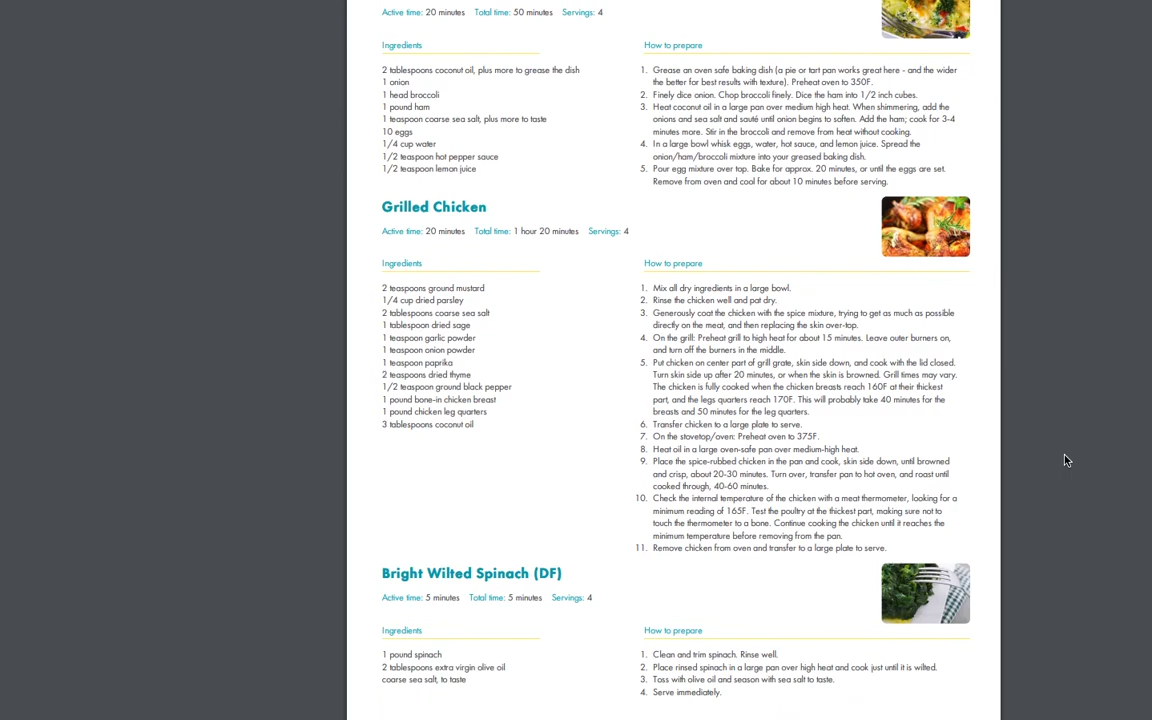 Active time: 20 minutes Total time: 50 minutes Servings: 4
Ingredients
2 tablespoons coconut oil, plus more to grease the dish
1 onion
1 head broccoli
1 pound ham
1 teaspoon coarse sea salt, plus more to taste
10 eggs
1/4 cup water
1/2 teaspoon hot pepper sauce
1/2 teaspoon lemon juice
How to prepare
1. Grease an oven safe baking dish (a pie or tart pan works great here - and the wider
the better for best results with texture). Preheat oven to 350F.
2. Finely dice onion. Chop broccoli finely. Dice the ham into 1/2 inch cubes.
3. Heat coconut oil in a large pan over medium high heat. When shimmering, add the
onions and sea salt and sauté until onion begins to soften. Add the ham; cook for 3-4
minutes more. Stir in the broccoli and remove from heat without cooking.
4. In a large bowl whisk eggs, water, hot sauce, and lemon juice. Spread the
onion/ham/broccoli mixture into your greased baking dish.
5. Pour egg mixture over top. Bake for approx. 20 minutes, or until the eggs are set.
Remove from oven and cool for about 10 minutes before serving.
Grilled Chicken
Active time: 20 minutes Total time: 1 hour 20 minutes Servings: 4
Ingredients
2 teaspoons ground mustard
1/4 cup dried parsley
2 tablespoons coarse sea salt
1 tablespoon dried sage
1 teaspoon garlic powder
1 teaspoon onion powder
1 teaspoon paprika
2 teaspoons dried thyme
1/2 teaspoon ground black pepper
1 pound bone-in chicken breast
1 pound chicken leg quarters
3 tablespoons coconut oil
How to prepare
1. Mix all dry ingredients in a large bowl.
2. Rinse the chicken well and pat dry.
3. Generously coat the chicken with the spice mixture, trying to get as much as possible
directly on the meat, and then replacing the skin over-top.
4. On the grill: Preheat grill to high heat for about 15 minutes. Leave outer burners on,
and turn off the burners in the middle.
5. Put chicken on center part of grill grate, skin side down, and cook with the lid closed.
Turn skin side up after 20 minutes, or when the skin is browned. Grill times may vary.
The chicken is fully cooked when the chicken breasts reach 160F at their thickest
part, and the legs quarters reach 170F. This will probably take 40 minutes for the
breasts and 50 minutes for the leg quarters.
6. Transfer chicken to a large plate to serve.
7. On the stovetop/oven: Preheat oven to 375F.
8. Heat oil in a large oven-safe pan over medium-high heat.
9. Place the spice-rubbed chicken in the pan and cook, skin side down, until browned
and crisp, about 20-30 minutes. Turn over, transfer pan to hot oven, and roast until
cooked through, 40-60 minutes.
10. Check the internal temperature of the chicken with a meat thermometer, looking for a
minimum reading of 165F. Test the poultry at the thickest part, making sure not to
touch the thermometer to a bone. Continue cooking the chicken until it reaches the
minimum temperature before removing from the pan.
11. Remove chicken from oven and transfer to a large plate to serve.
Bright Wilted Spinach (DF)
Active time: 5 minutes Total time: 5 minutes Servings: 4
Ingredients
1 pound spinach
2 tablespoons extra virgin olive oil
coarse sea salt, to taste
How to prepare
1. Clean and trim spinach. Rinse well.
2. Place rinsed spinach in a large pan over high heat and cook just until it is wilted.
3. Toss with olive oil and season with sea salt to taste.
4. Serve immediately.